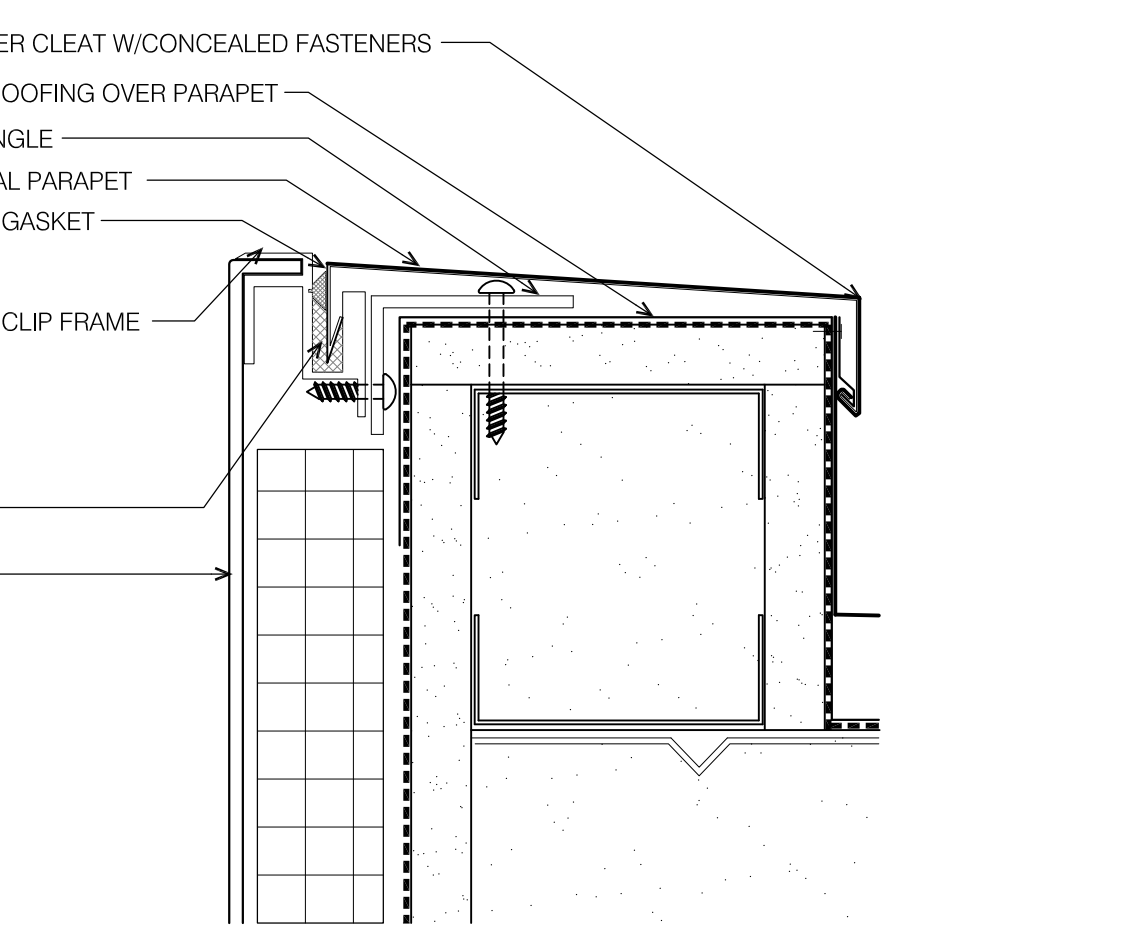 ER CLEAT W/CONCEALED FASTENERS
OOFING OVER PARAPET
NGLE
AL PARAPET
GASKET
CLIP FRAME